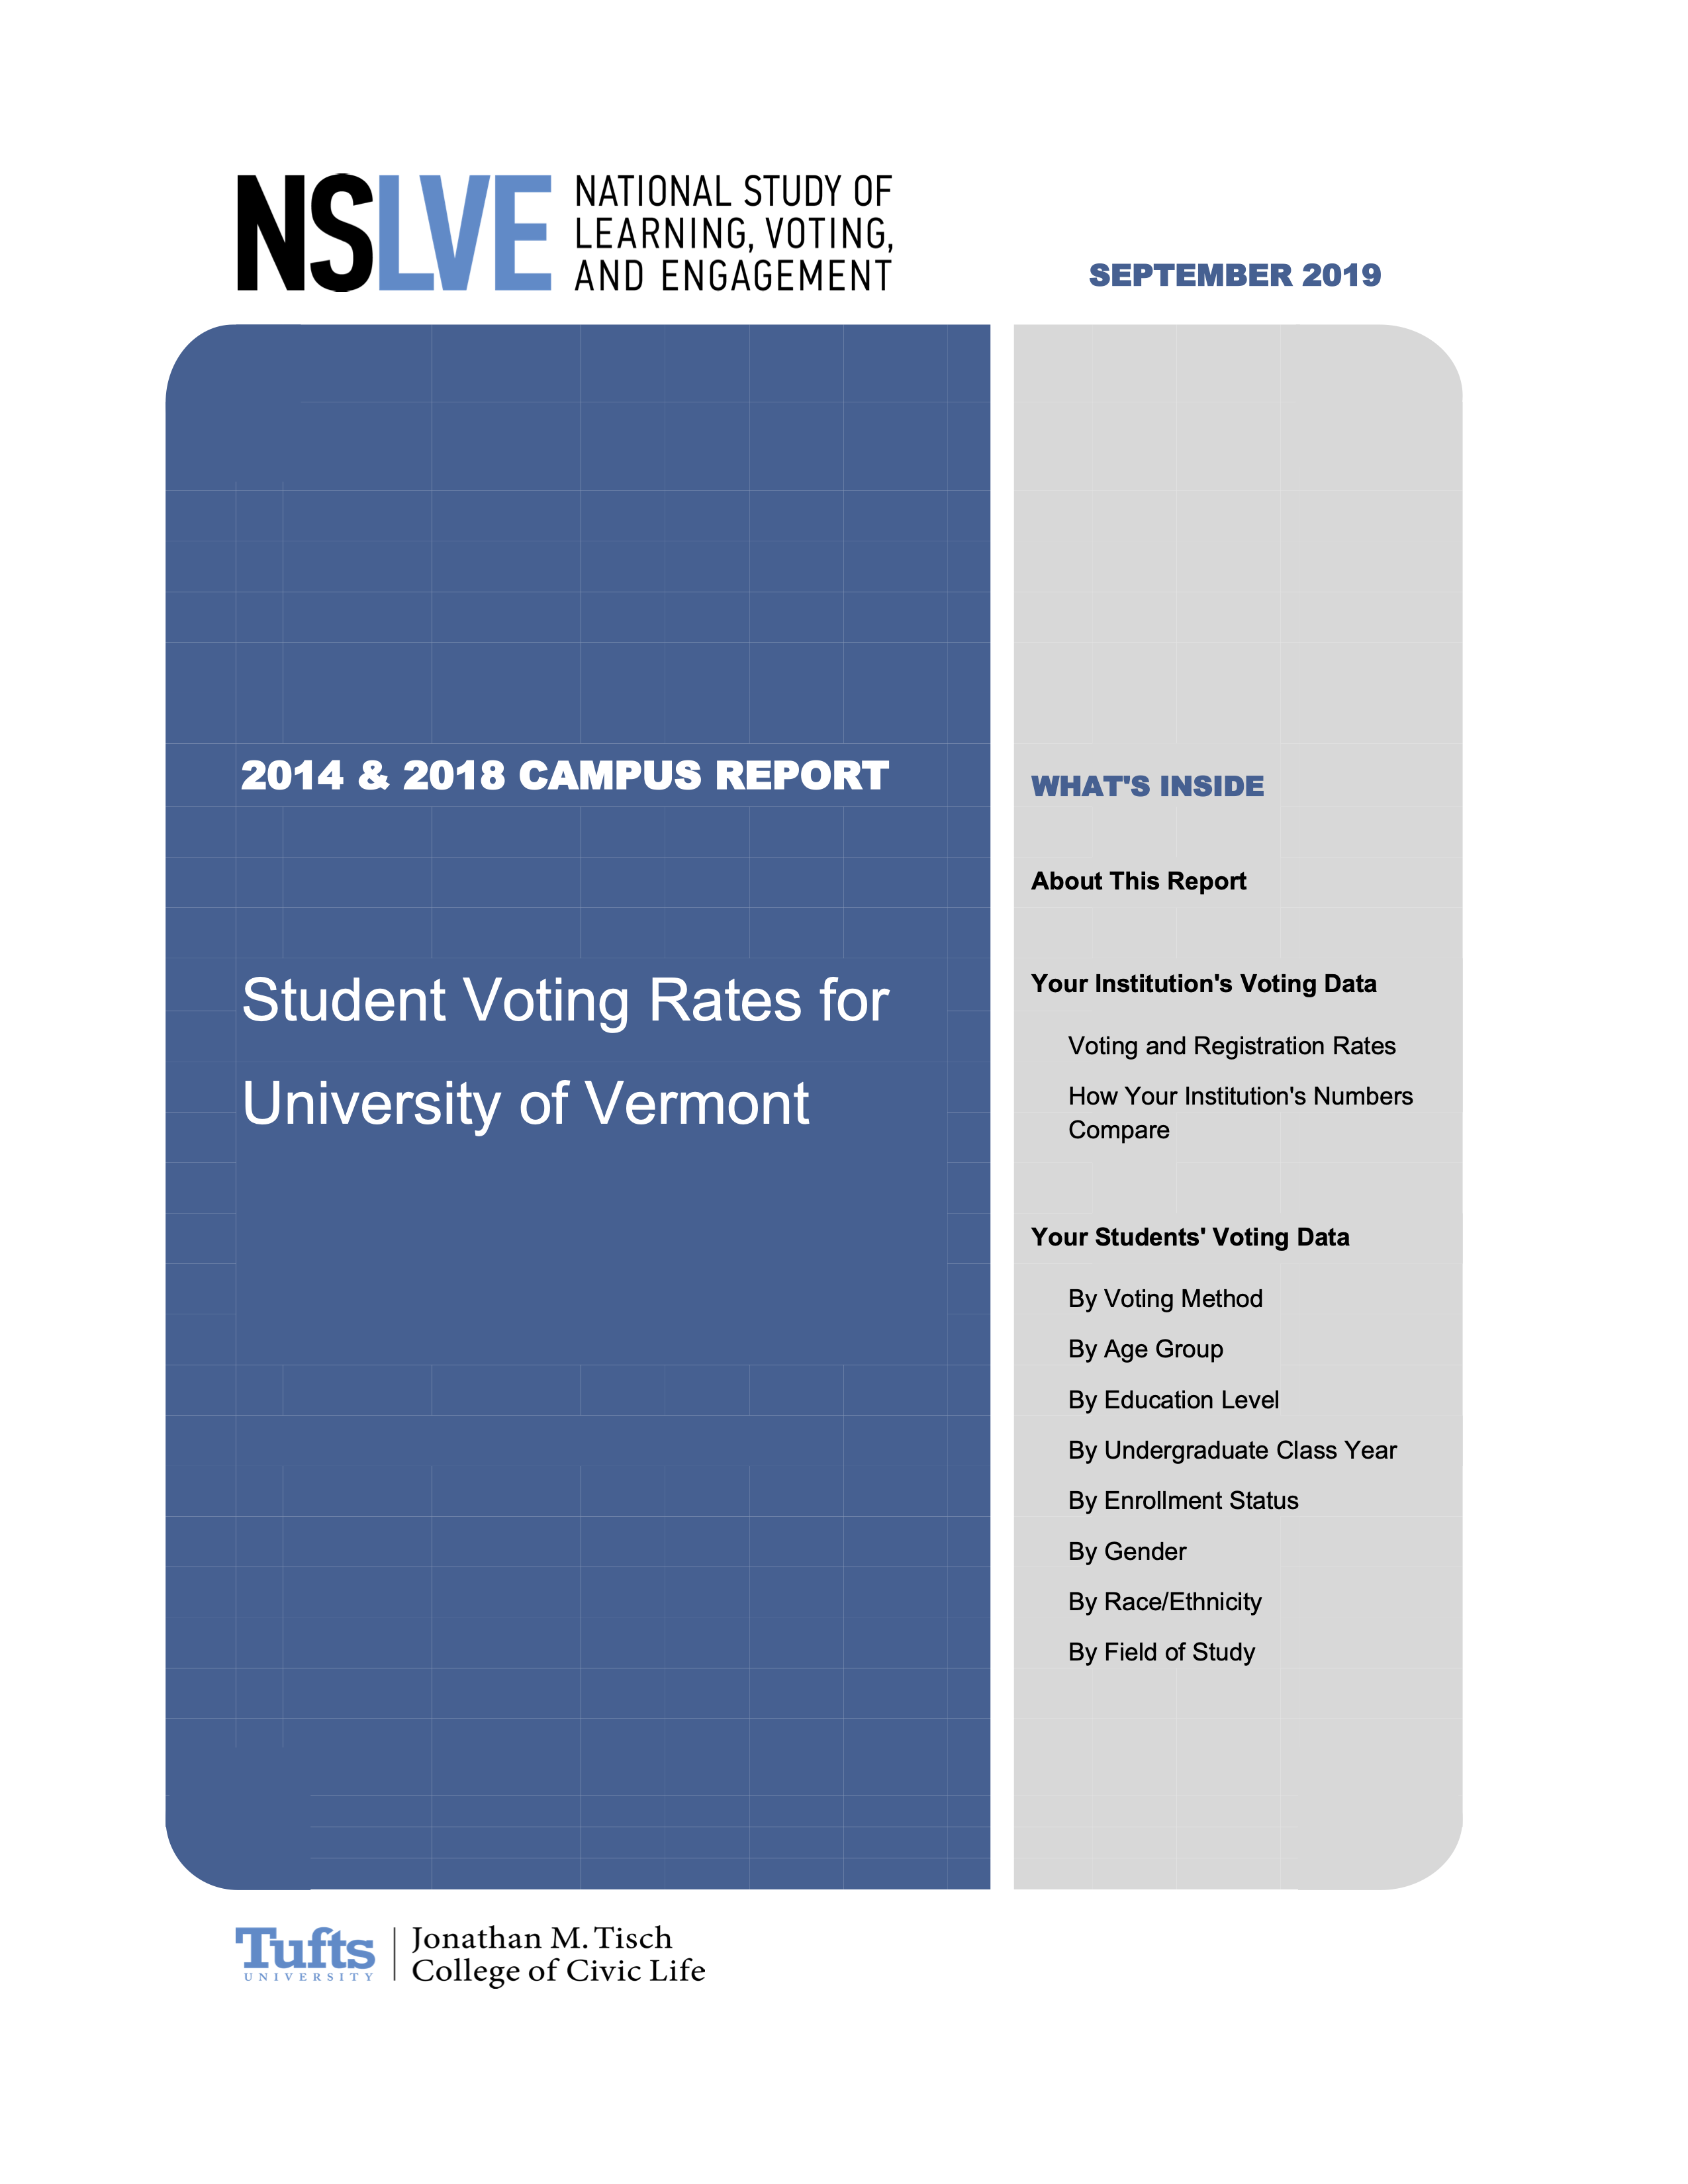 NSLVE
NATIONAL STUDY OF
LEARNING, VOTING,
AND ENGAGEMENT
SEPTEMBER 2019
2014 & 2018 CAMPUS REPORT
Student Voting Rates for
University of Vermont
WHAT'S INSIDE
About This Report
Your Institution's Voting Data
Voting and Registration Rates
How Your Institution's Numbers
Compare
Your Students' Voting Data
By Voting Method
By Age Group
By Education Level
By Undergraduate Class Year
By Enrollment Status
By Gender
By Race/Ethnicity
By Field of Study
Tufts
UNIVERSITY
Jonathan M. Tisch
College of Civic Life